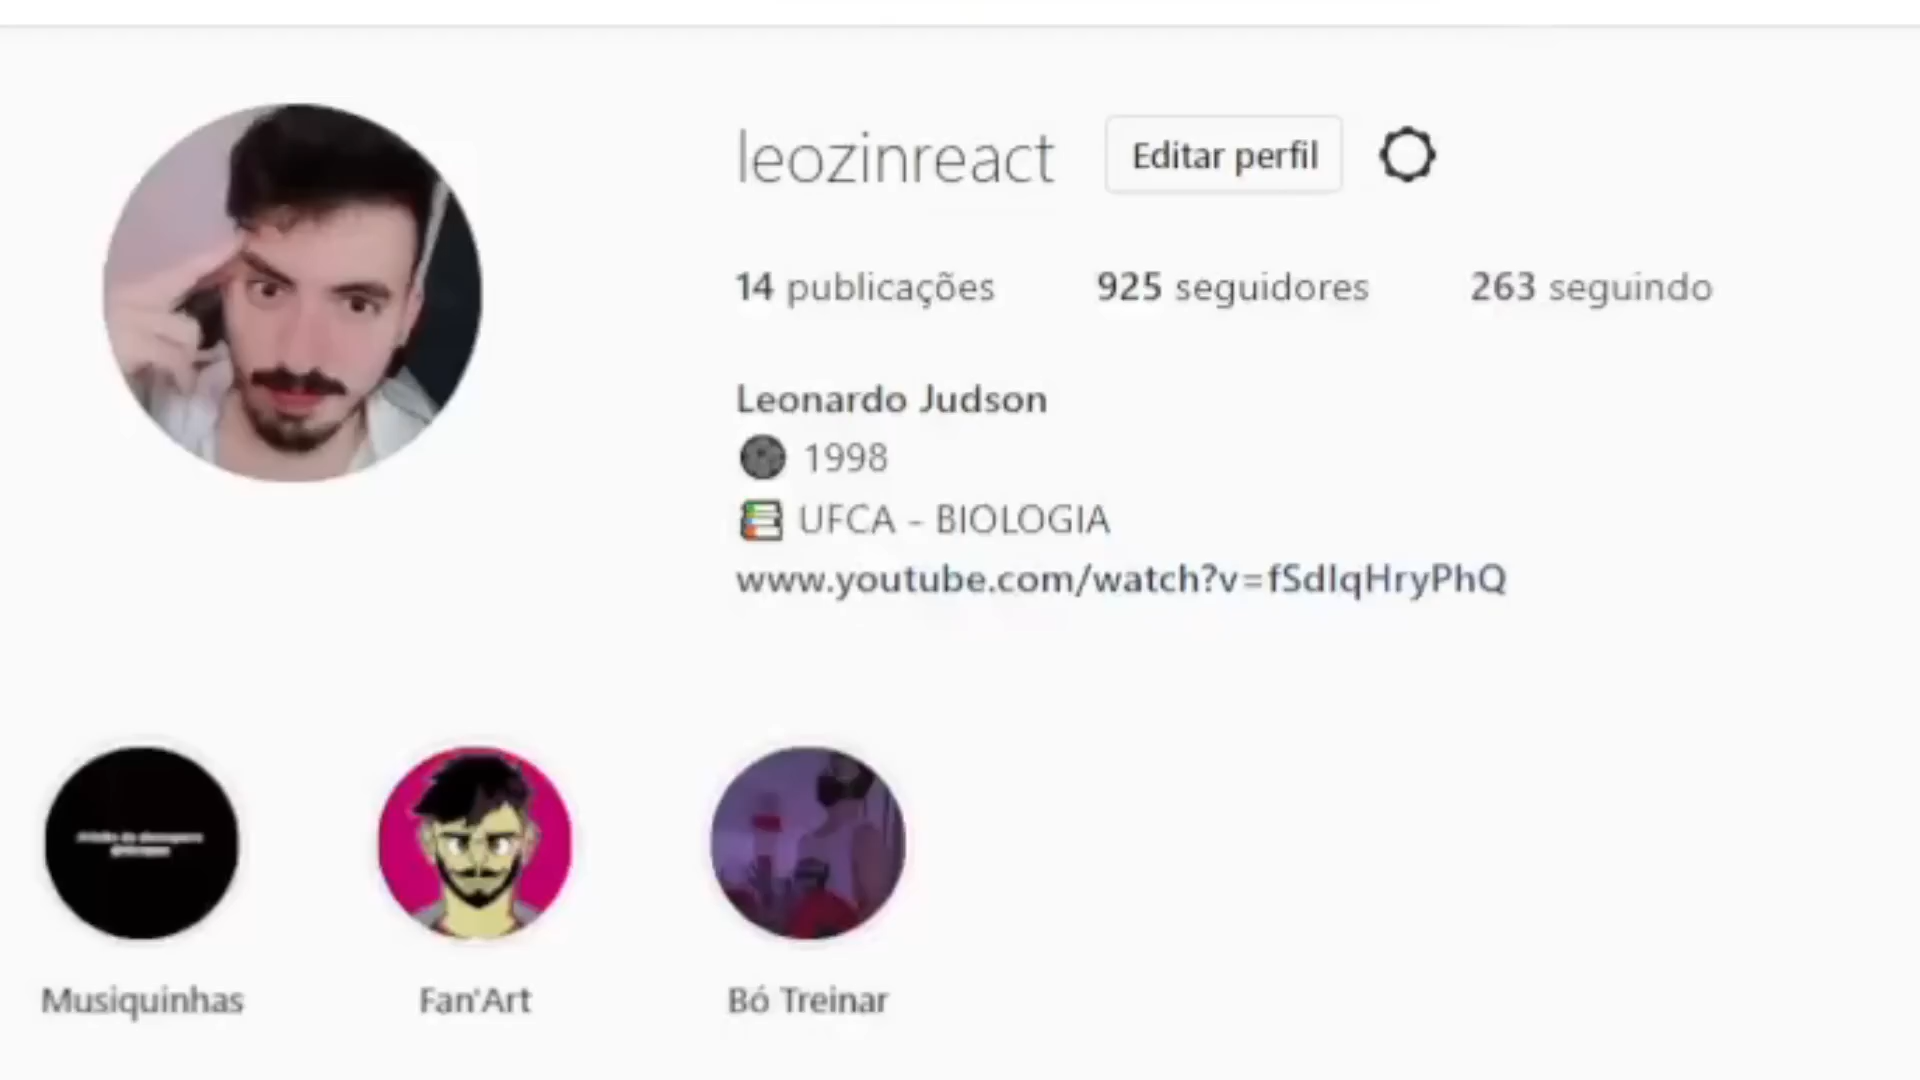 leozinreact Editar perfil
14 publicações 925 seguidores 263 seguindo
Leonardo Judson
1998
UFCA - BIOLOGIA
www.youtube.com/watch?v=fSdIqHryPhQ
Musiquinhas Fan'Art Bó Treinar